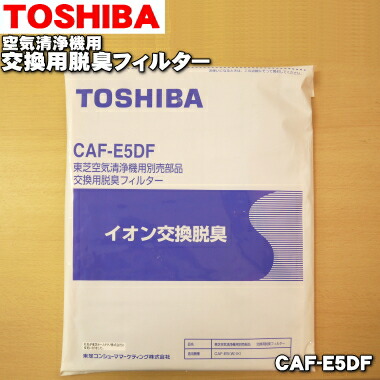 TOSHIBA
空気清浄機用
交換用脱臭フィルター
TOSHIBA
CAF-E5DF
東芝空気清浄機用別売部品
交換用脱臭フィルター
イオン交換脱臭
東芝コンシューママーケティング株式会社
CAF-E5DF